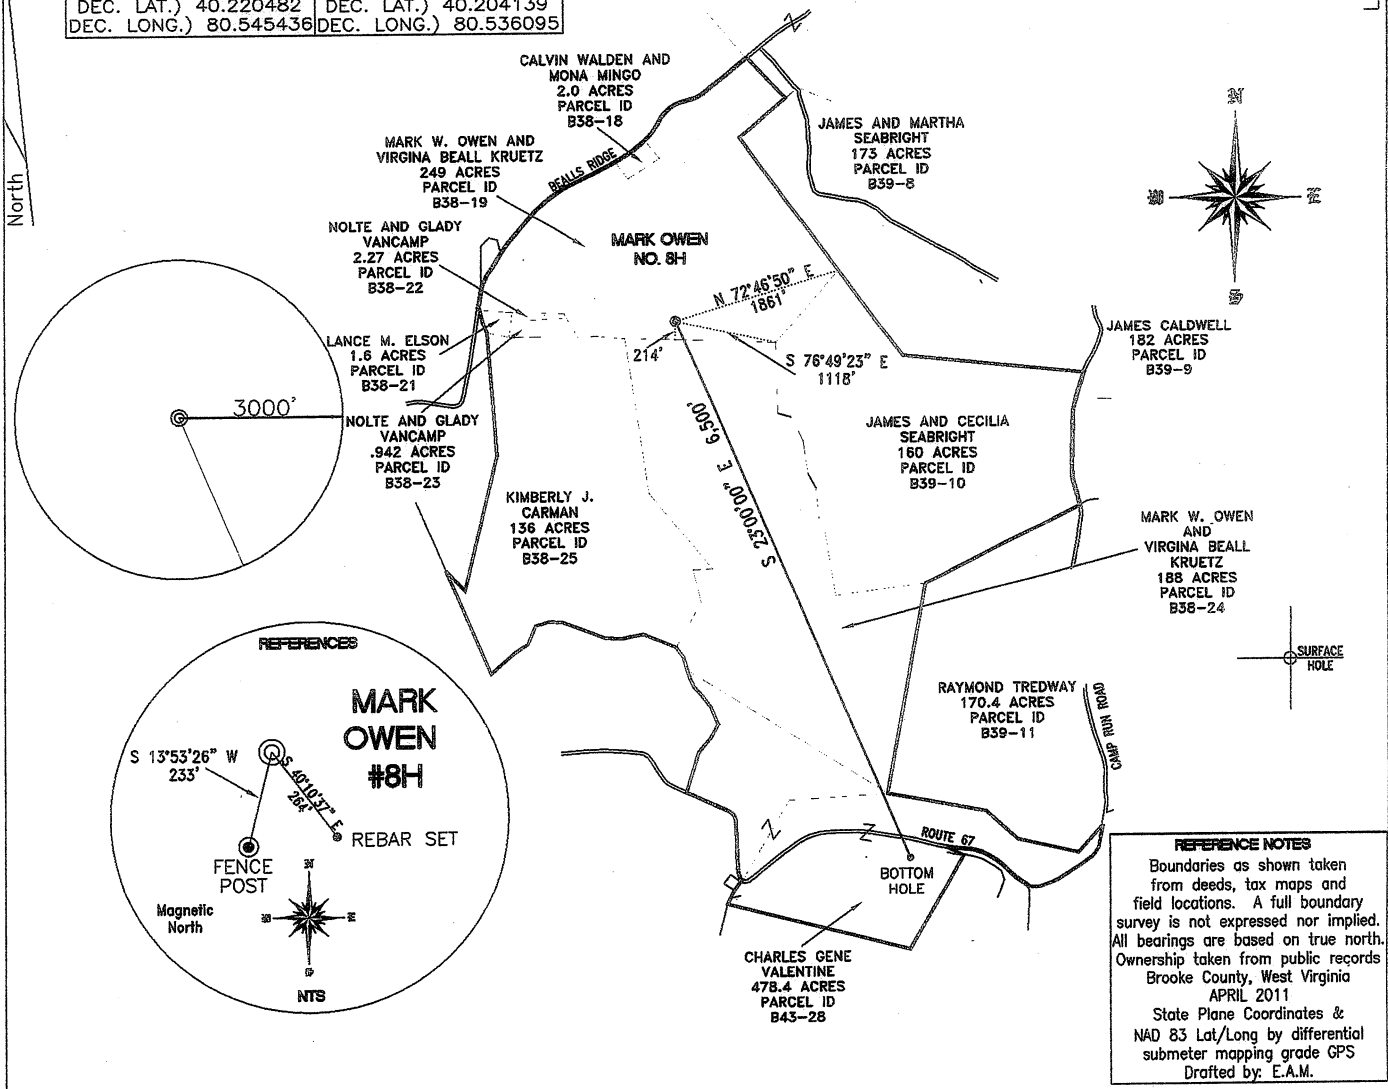 DEC. LAT.) 40.220482 DEC. LAT.) 40.204139
DEC. LONG.) 80.545436 DEC. LONG.) 80.536095
North
CALVIN WALDEN AND
MONA MINGO
2.0 ACRES
PARCEL ID
B38-18
MARK W. OWEN AND
VIRGINA BEALL KRUETZ
249 ACRES
PARCEL ID
B38-19
BEALLS RIDGE
JAMES AND MARTHA
SEABRIGHT
173 ACRES
PARCEL ID
B39-8
N
W
E
S
NOLTE AND GLADY
VANCAMP
2.27 ACRES
PARCEL ID
B38-22
MARK OWEN
NO. 8H
N 72°46'50" E
1861'
LANCE M. ELSON
1.6 ACRES
PARCEL ID
B38-21
214'
S 76°49'23" E
1118'
JAMES CALDWELL
182 ACRES
PARCEL ID
B39-9
3000'
NOLTE AND GLADY
VANCAMP
.942 ACRES
PARCEL ID
B38-23
S 23°00'00" E 6,500'
JAMES AND CECILIA
SEABRIGHT
160 ACRES
PARCEL ID
B39-10
KIMBERLY J.
CARMAN
136 ACRES
PARCEL ID
B38-25
MARK W. OWEN
AND
VIRGINA BEALL
KRUETZ
188 ACRES
PARCEL ID
B38-24
SURFACE
HOLE
REFERENCES
MARK
OWEN
#8H
S 13°53'26" W
233'
S 40°10'37" E
264'
REBAR SET
FENCE
POST
Magnetic
North
N
S
NTS
RAYMOND TREDWAY
170.4 ACRES
PARCEL ID
B39-11
CAMP RUN ROAD
Z
Z
Z
ROUTE 67
BOTTOM
HOLE
CHARLES GENE
VALENTINE
478.4 ACRES
PARCEL ID
B43-28
REFERENCE NOTES
Boundaries as shown taken
from deeds, tax maps and
field locations. A full boundary
survey is not expressed nor implied.
All bearings are based on true north.
Ownership taken from public records
Brooke County, West Virginia
APRIL 2011
State Plane Coordinates &
NAD 83 Lat/Long by differential
submeter mapping grade GPS
Drafted by: E.A.M.